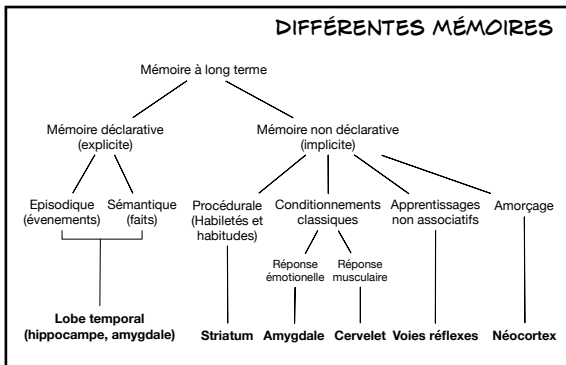 DIFFÉRENTES MÉMOIRES
Mémoire à long terme
Mémoire déclarative
(explicite)
Mémoire non déclarative
(implicite)
Episodique
(évenements)
Sémantique
(faits)
Procédurale
(Habiletés et
habitudes)
Conditionnements
classiques
Apprentissages
non associatifs
Amorçage
Réponse
émotionelle
Réponse
musculaire
Lobe temporal
(hippocampe, amygdale)
Striatum
Amygdale
Cervelet
Voies réflexes
Néocortex